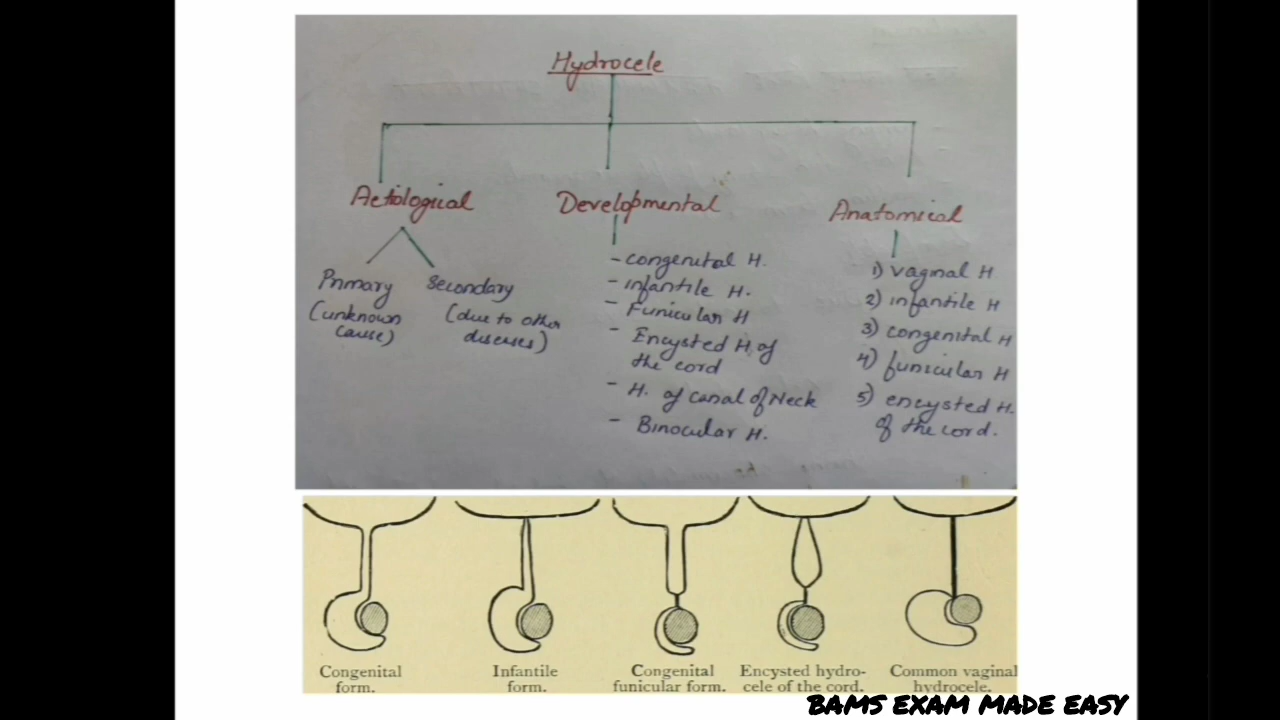 Hydrocele
Aetiological
Primary
(unknown
cause)
Secondary
(due to other
diseases)
Developmental
- congenital H.
- infantile H.
- Funicular H
- Encysted H. of
the cord
- H. of canal of Neck
- Binocular H.
Anatomical
1) vaginal H
2) infantile H
3) congenital H
4) funicular H
5) encysted H.
of the cord.
Congenital
form.
Infantile
form.
Congenital
funicular form.
Encysted hydro-
cele of the cord.
Common vaginal
hydrocele.
BAMS EXAM MADE EASY